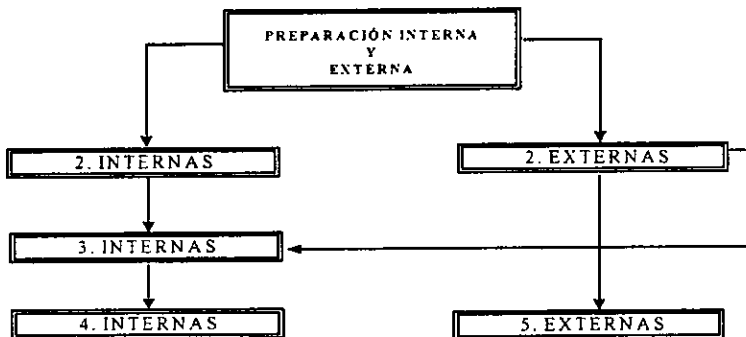 PREPARACIÓN INTERNA
Y
EXTERNA
2. INTERNAS
2. EXTERNAS
3. INTERNAS
4. INTERNAS
5. EXTERNAS